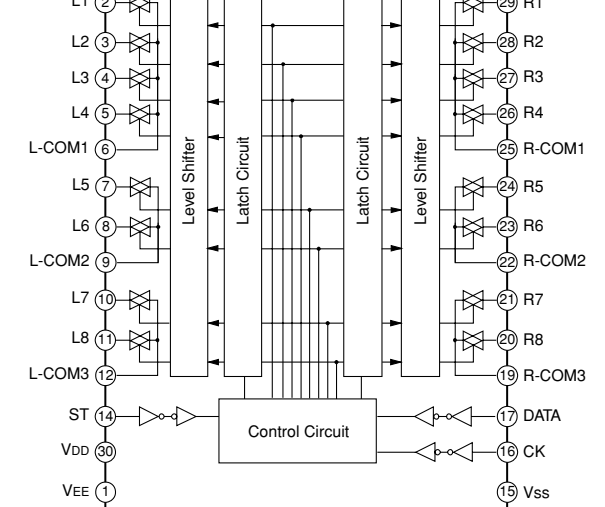 L1 2 29 R1
L2 3 28 R2
L3 4 27 R3
L4 5 26 R4
L-COM1 6 25 R-COM1
Level Shifter
Latch Circuit
Latch Circuit
Level Shifter
L5 7 24 R5
L6 8 23 R6
L-COM2 9 22 R-COM2
L7 10 21 R7
L8 11 20 R8
L-COM3 12 19 R-COM3
ST 14 17 DATA
Control Circuit
VDD 30 16 CK
VEE 1 15 VSS